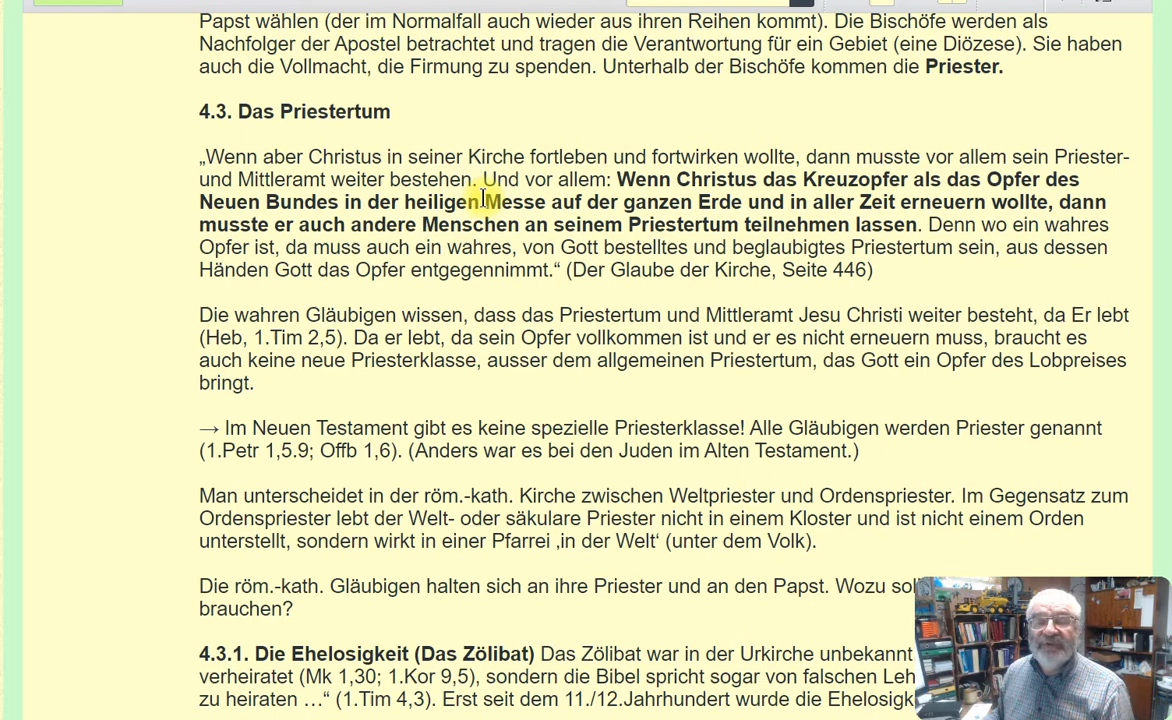 Papst wählen (der im Normalfall auch wieder aus ihren Reihen kommt). Die Bischöfe werden als
Nachfolger der Apostel betrachtet und tragen die Verantwortung für ein Gebiet (eine Diözese). Sie haben
auch die Vollmacht, die Firmung zu spenden. Unterhalb der Bischöfe kommen die Priester.
4.3. Das Priestertum
„Wenn aber Christus in seiner Kirche fortleben und fortwirken wollte, dann musste vor allem sein Priester-
und Mittleramt weiter bestehen. Und vor allem: Wenn Christus das Kreuzopfer als das Opfer des
Neuen Bundes in der heiligen Messe auf der ganzen Erde und in aller Zeit erneuern wollte, dann
musste er auch andere Menschen an seinem Priestertum teilnehmen lassen. Denn wo ein wahres
Opfer ist, da muss auch ein wahres, von Gott bestelltes und beglaubigtes Priestertum sein, aus dessen
Händen Gott das Opfer entgegennimmt.“ (Der Glaube der Kirche, Seite 446)
Die wahren Gläubigen wissen, dass das Priestertum und Mittleramt Jesu Christi weiter besteht, da Er lebt
(Heb, 1.Tim 2,5). Da er lebt, da sein Opfer vollkommen ist und er es nicht erneuern muss, braucht es
auch keine neue Priesterklasse, ausser dem allgemeinen Priestertum, das Gott ein Opfer des Lobpreises
bringt.
→ Im Neuen Testament gibt es keine spezielle Priesterklasse! Alle Gläubigen werden Priester genannt
(1.Petr 1,5.9; Offb 1,6). (Anders war es bei den Juden im Alten Testament.)
Man unterscheidet in der röm.-kath. Kirche zwischen Weltpriester und Ordenspriester. Im Gegensatz zum
Ordenspriester lebt der Welt- oder säkulare Priester nicht in einem Kloster und ist nicht einem Orden
unterstellt, sondern wirkt in einer Pfarrei ‚in der Welt‘ (unter dem Volk).
Die röm.-kath. Gläubigen halten sich an ihre Priester und an den Papst. Wozu sol
brauchen?
4.3.1. Die Ehelosigkeit (Das Zölibat) Das Zölibat war in der Urkirche unbekannt
verheiratet (Mk 1,30; 1.Kor 9,5), sondern die Bibel spricht sogar von falschen Leh
zu heiraten …“ (1.Tim 4,3). Erst seit dem 11./12.Jahrhundert wurde die Ehelosigk